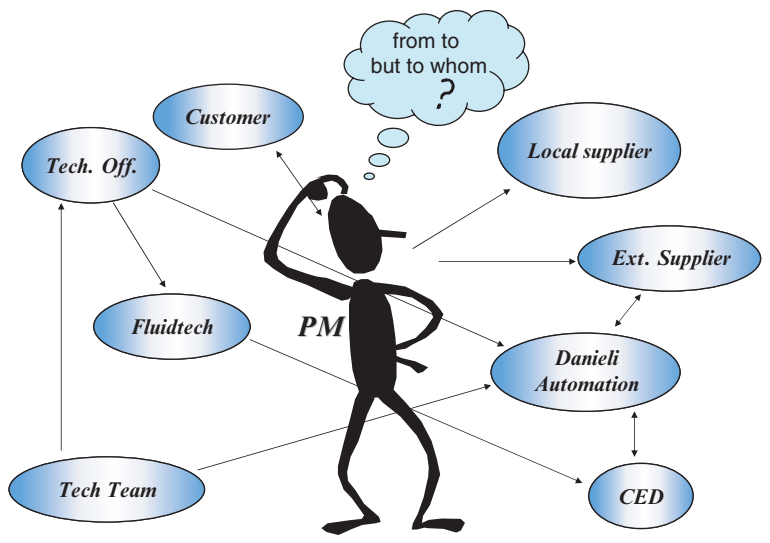 from to
but to whom
?
Customer
Tech. Off.
Local supplier
Ext. Supplier
Fluidtech
PM
Danieli
Automation
Tech Team
CED